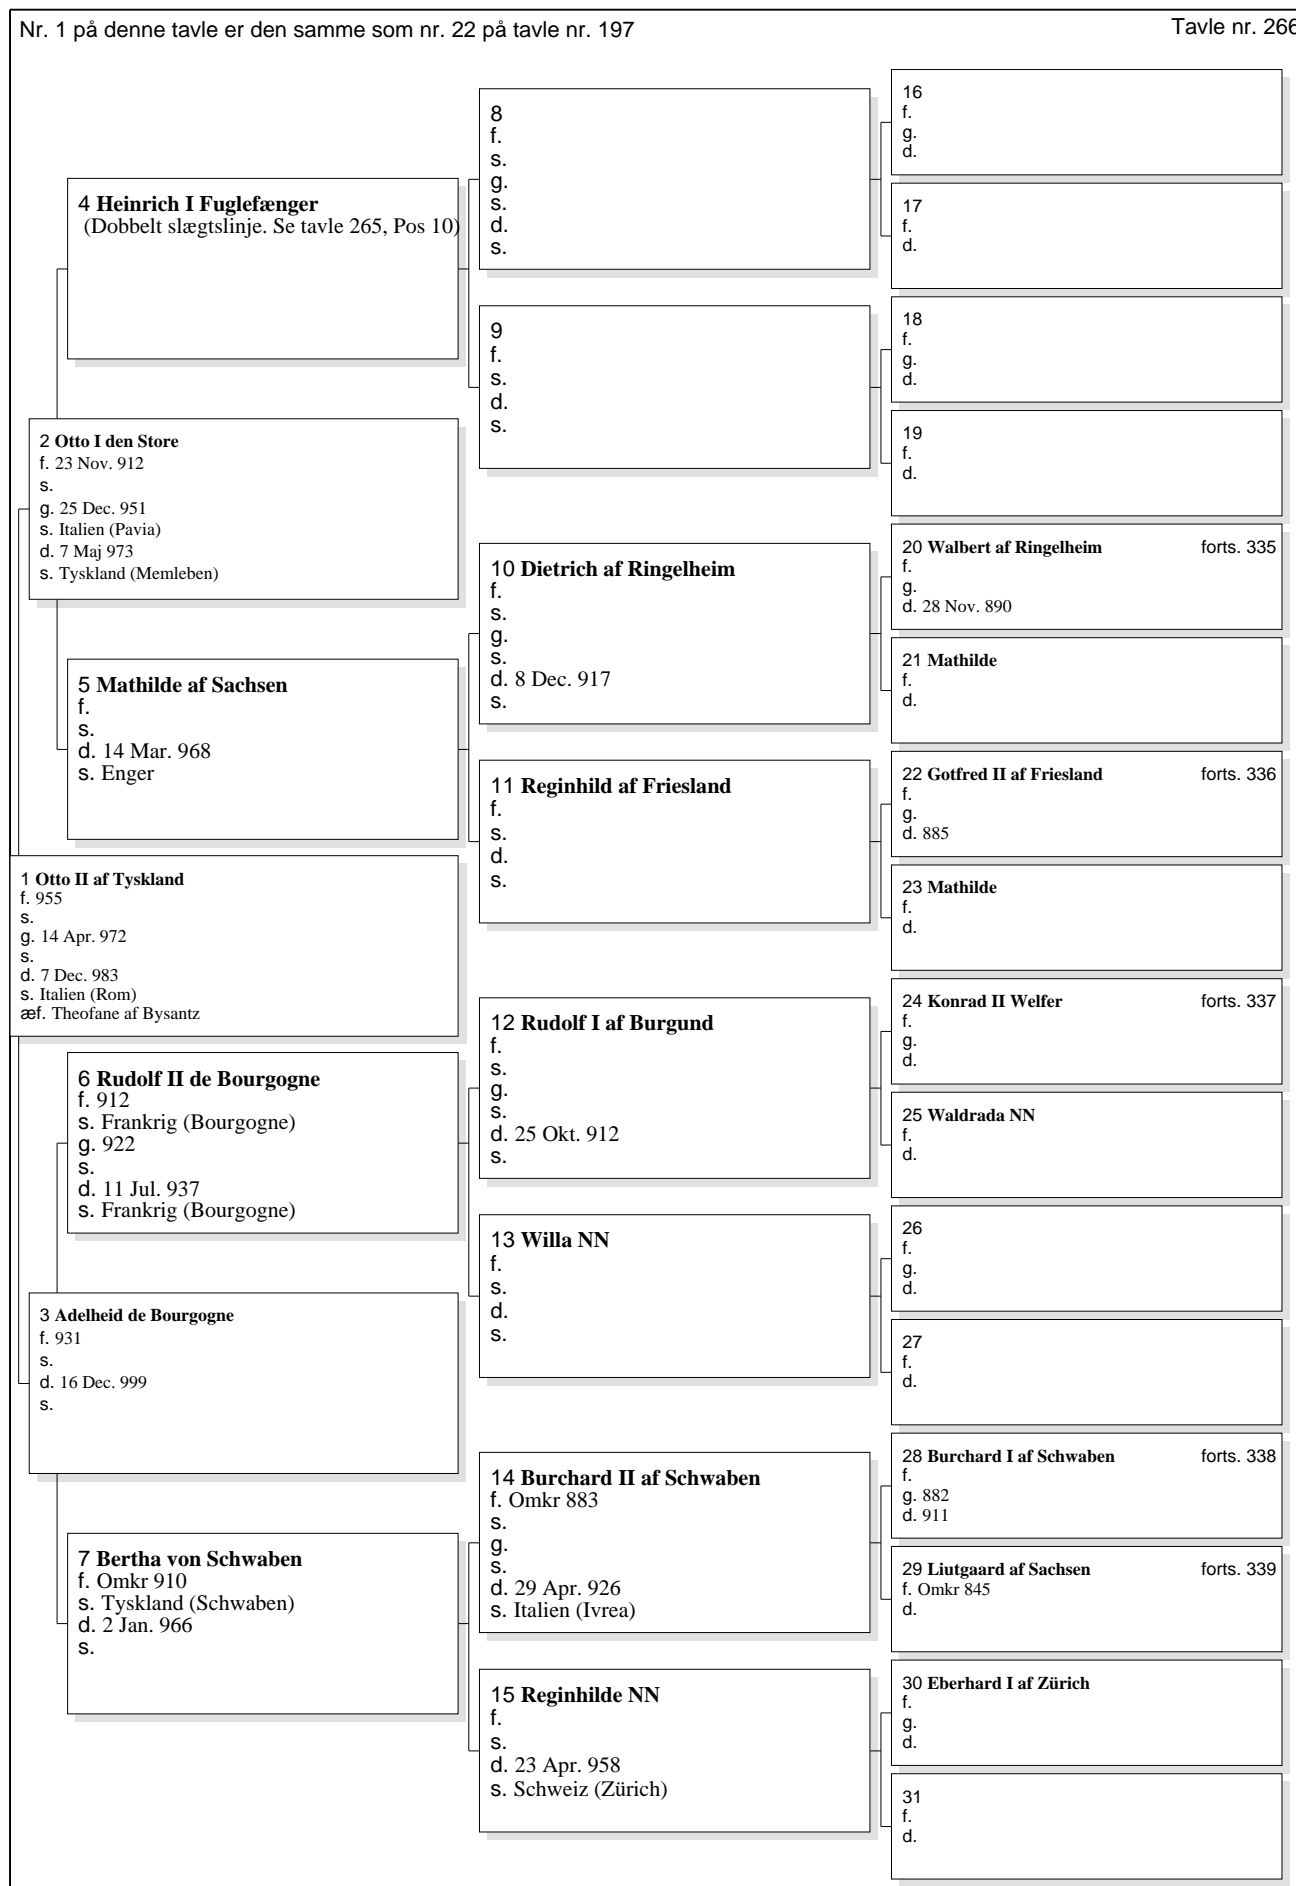 Nr. 1 på denne tavle er den samme som nr. 22 på tavle nr. 197
Tavle nr. 266
1 Otto II af Tyskland
f. 955
s.
g. 14 Apr. 972
s.
d. 7 Dec. 983
s. Italien (Rom)
æf. Theofane af Bysantz
2 Otto I den Store
f. 23 Nov. 912
s.
g. 25 Dec. 951
s. Italien (Pavia)
d. 7 Maj 973
s. Tyskland (Memleben)
3 Adelheid de Bourgogne
f. 931
s.
d. 16 Dec. 999
s.
4 Heinrich I Fuglefænger
(Dobbelt slægtslinje. Se tavle 265, Pos 10)
5 Mathilde af Sachsen
f.
s.
d. 14 Mar. 968
s. Enger
6 Rudolf II de Bourgogne
f. 912
s. Frankrig (Bourgogne)
g. 922
s.
d. 11 Jul. 937
s. Frankrig (Bourgogne)
7 Bertha von Schwaben
f. Omkr 910
s. Tyskland (Schwaben)
d. 2 Jan. 966
s.
8
f.
s.
g.
s.
d.
s.
9
f.
s.
d.
s.
10 Dietrich af Ringelheim
f.
s.
g.
s.
d. 8 Dec. 917
s.
11 Reginhild af Friesland
f.
s.
d.
s.
12 Rudolf I af Burgund
f.
s.
g.
s.
d. 25 Okt. 912
s.
13 Willa NN
f.
s.
d.
s.
14 Burchard II af Schwaben
f. Omkr 883
s.
g.
s.
d. 29 Apr. 926
s. Italien (Ivrea)
15 Reginhilde NN
f.
s.
d. 23 Apr. 958
s. Schweiz (Zürich)
16
f.
g.
d.
17
f.
d.
18
f.
g.
d.
19
f.
d.
20 Walbert af Ringelheim forts. 335
f.
g.
d. 28 Nov. 890
21 Mathilde
f.
d.
22 Gotfred II af Friesland forts. 336
f.
g.
d. 885
23 Mathilde
f.
d.
24 Konrad II Welfer forts. 337
f.
g.
d.
25 Waldrada NN
f.
d.
26
f.
g.
d.
27
f.
d.
28 Burchard I af Schwaben forts. 338
f.
g. 882
d. 911
29 Liutgaard af Sachsen forts. 339
f. Omkr 845
d.
30 Eberhard I af Zürich
f.
g.
d.
31
f.
d.